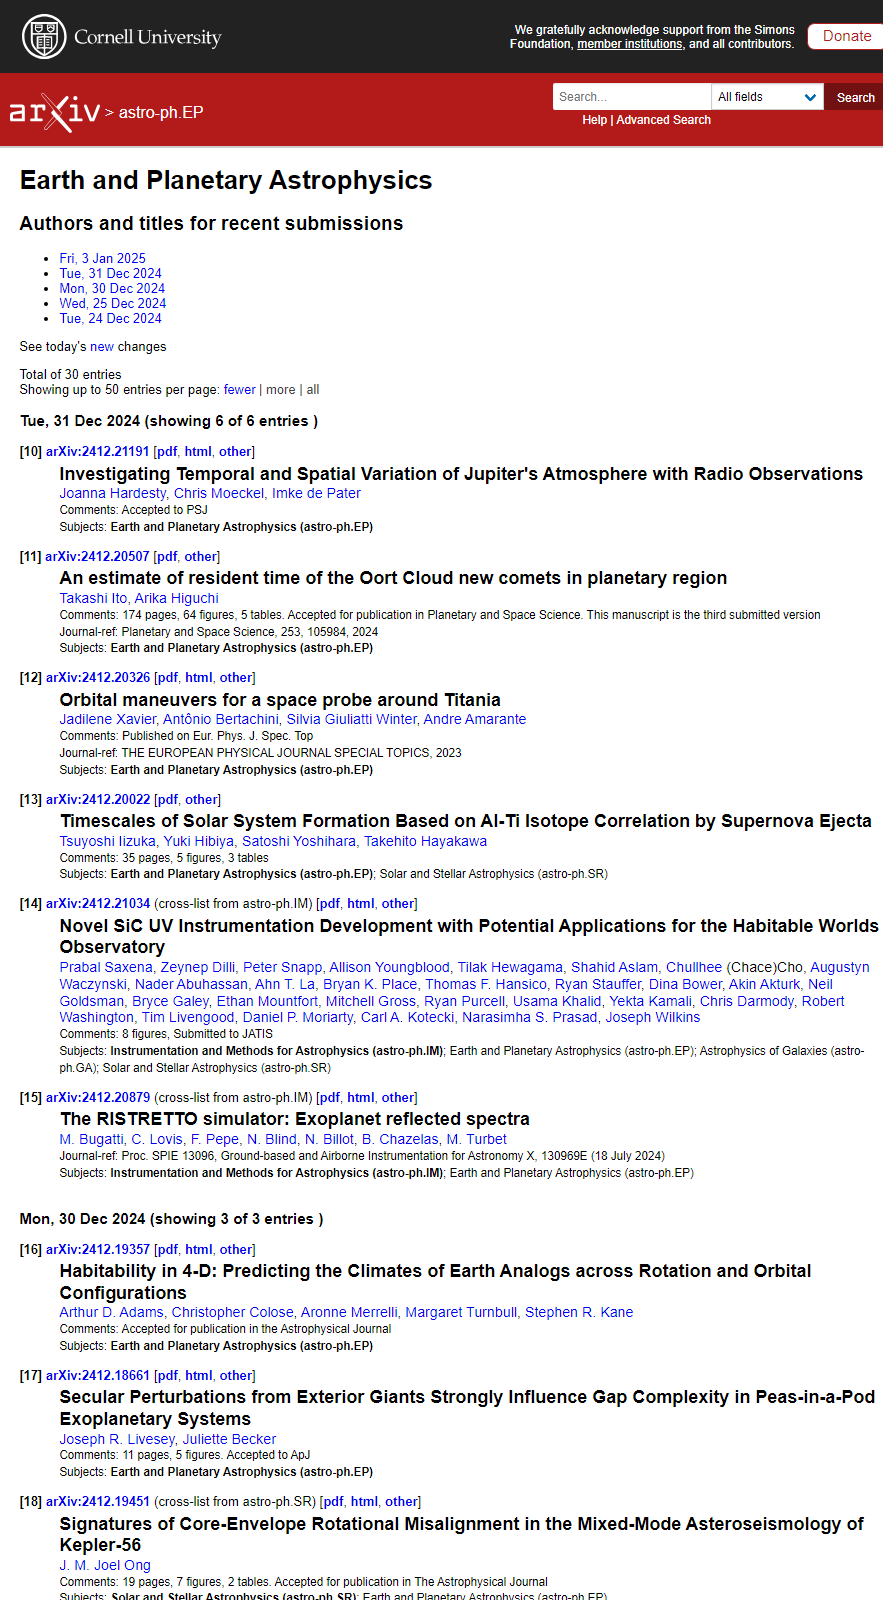 Cornell University
We gratefully acknowledge support from the Simons
Foundation, member institutions, and all contributors.
Donate
arXiv > astro-ph.EP
Search...
All fields
Search
Help | Advanced Search
Earth and Planetary Astrophysics
Authors and titles for recent submissions
Fri, 3 Jan 2025
Tue, 31 Dec 2024
Mon, 30 Dec 2024
Wed, 25 Dec 2024
Tue, 24 Dec 2024
See today's new changes
Total of 30 entries
Showing up to 50 entries per page: fewer | more | all
Tue, 31 Dec 2024 (showing 6 of 6 entries )
[10] arXiv:2412.21191 [pdf, html, other]
Investigating Temporal and Spatial Variation of Jupiter's Atmosphere with Radio Observations
Joanna Hardesty, Chris Moeckel, Imke de Pater
Comments: Accepted to PSJ
Subjects: Earth and Planetary Astrophysics (astro-ph.EP)
[11] arXiv:2412.20507 [pdf, other]
An estimate of resident time of the Oort Cloud new comets in planetary region
Takashi Ito, Arika Higuchi
Comments: 174 pages, 64 figures, 5 tables. Accepted for publication in Planetary and Space Science. This manuscript is the third submitted version
Journal-ref: Planetary and Space Science, 253, 105984, 2024
Subjects: Earth and Planetary Astrophysics (astro-ph.EP)
[12] arXiv:2412.20326 [pdf, html, other]
Orbital maneuvers for a space probe around Titania
Jadilene Xavier, Antônio Bertachini, Silvia Giuliatti Winter, Andre Amarante
Comments: Published on Eur. Phys. J. Spec. Top
Journal-ref: THE EUROPEAN PHYSICAL JOURNAL SPECIAL TOPICS, 2023
Subjects: Earth and Planetary Astrophysics (astro-ph.EP)
[13] arXiv:2412.20022 [pdf, other]
Timescales of Solar System Formation Based on Al-Ti Isotope Correlation by Supernova Ejecta
Tsuyoshi Iizuka, Yuki Hibiya, Satoshi Yoshihara, Takehito Hayakawa
Comments: 35 pages, 5 figures, 3 tables
Subjects: Earth and Planetary Astrophysics (astro-ph.EP); Solar and Stellar Astrophysics (astro-ph.SR)
[14] arXiv:2412.21034 (cross-list from astro-ph.IM) [pdf, html, other]
Novel SiC UV Instrumentation Development with Potential Applications for the Habitable Worlds
Observatory
Prabal Saxena, Zeynep Dilli, Peter Snapp, Allison Youngblood, Tilak Hewagama, Shahid Aslam, Chullhee (Chace)Cho, Augustyn
Waczynski, Nader Abuhassan, Ahn T. La, Bryan K. Place, Thomas F. Hansico, Ryan Stauffer, Dina Bower, Akin Akturk, Neil
Goldsman, Bryce Galey, Ethan Mountfort, Mitchell Gross, Ryan Purcell, Usama Khalid, Yekta Kamali, Chris Darmody, Robert
Washington, Tim Livengood, Daniel P. Moriarty, Carl A. Kotecki, Narasimha S. Prasad, Joseph Wilkins
Comments: 8 figures, Submitted to JATIS
Subjects: Instrumentation and Methods for Astrophysics (astro-ph.IM); Earth and Planetary Astrophysics (astro-ph.EP); Astrophysics of Galaxies (astro-
ph.GA); Solar and Stellar Astrophysics (astro-ph.SR)
[15] arXiv:2412.20879 (cross-list from astro-ph.IM) [pdf, html, other]
The RISTRETTO simulator: Exoplanet reflected spectra
M. Bugatti, C. Lovis, F. Pepe, N. Blind, N. Billot, B. Chazelas, M. Turbet
Journal-ref: Proc. SPIE 13096, Ground-based and Airborne Instrumentation for Astronomy X, 130969E (18 July 2024)
Subjects: Instrumentation and Methods for Astrophysics (astro-ph.IM); Earth and Planetary Astrophysics (astro-ph.EP)
Mon, 30 Dec 2024 (showing 3 of 3 entries )
[16] arXiv:2412.19357 [pdf, html, other]
Habitability in 4-D: Predicting the Climates of Earth Analogs across Rotation and Orbital
Configurations
Arthur D. Adams, Christopher Colose, Aronne Merrelli, Margaret Turnbull, Stephen R. Kane
Comments: Accepted for publication in the Astrophysical Journal
Subjects: Earth and Planetary Astrophysics (astro-ph.EP)
[17] arXiv:2412.18661 [pdf, html, other]
Secular Perturbations from Exterior Giants Strongly Influence Gap Complexity in Peas-in-a-Pod
Exoplanetary Systems
Joseph R. Livesey, Juliette Becker
Comments: 11 pages, 5 figures. Accepted to ApJ
Subjects: Earth and Planetary Astrophysics (astro-ph.EP)
[18] arXiv:2412.19451 (cross-list from astro-ph.SR) [pdf, html, other]
Signatures of Core-Envelope Rotational Misalignment in the Mixed-Mode Asteroseismology of
Kepler-56
J. M. Joel Ong
Comments: 19 pages, 7 figures, 2 tables. Accepted for publication in The Astrophysical Journal
Subjects: Solar and Stellar Astrophysics (astro-ph.SR); Earth and Planetary Astrophysics (astro-ph.EP)